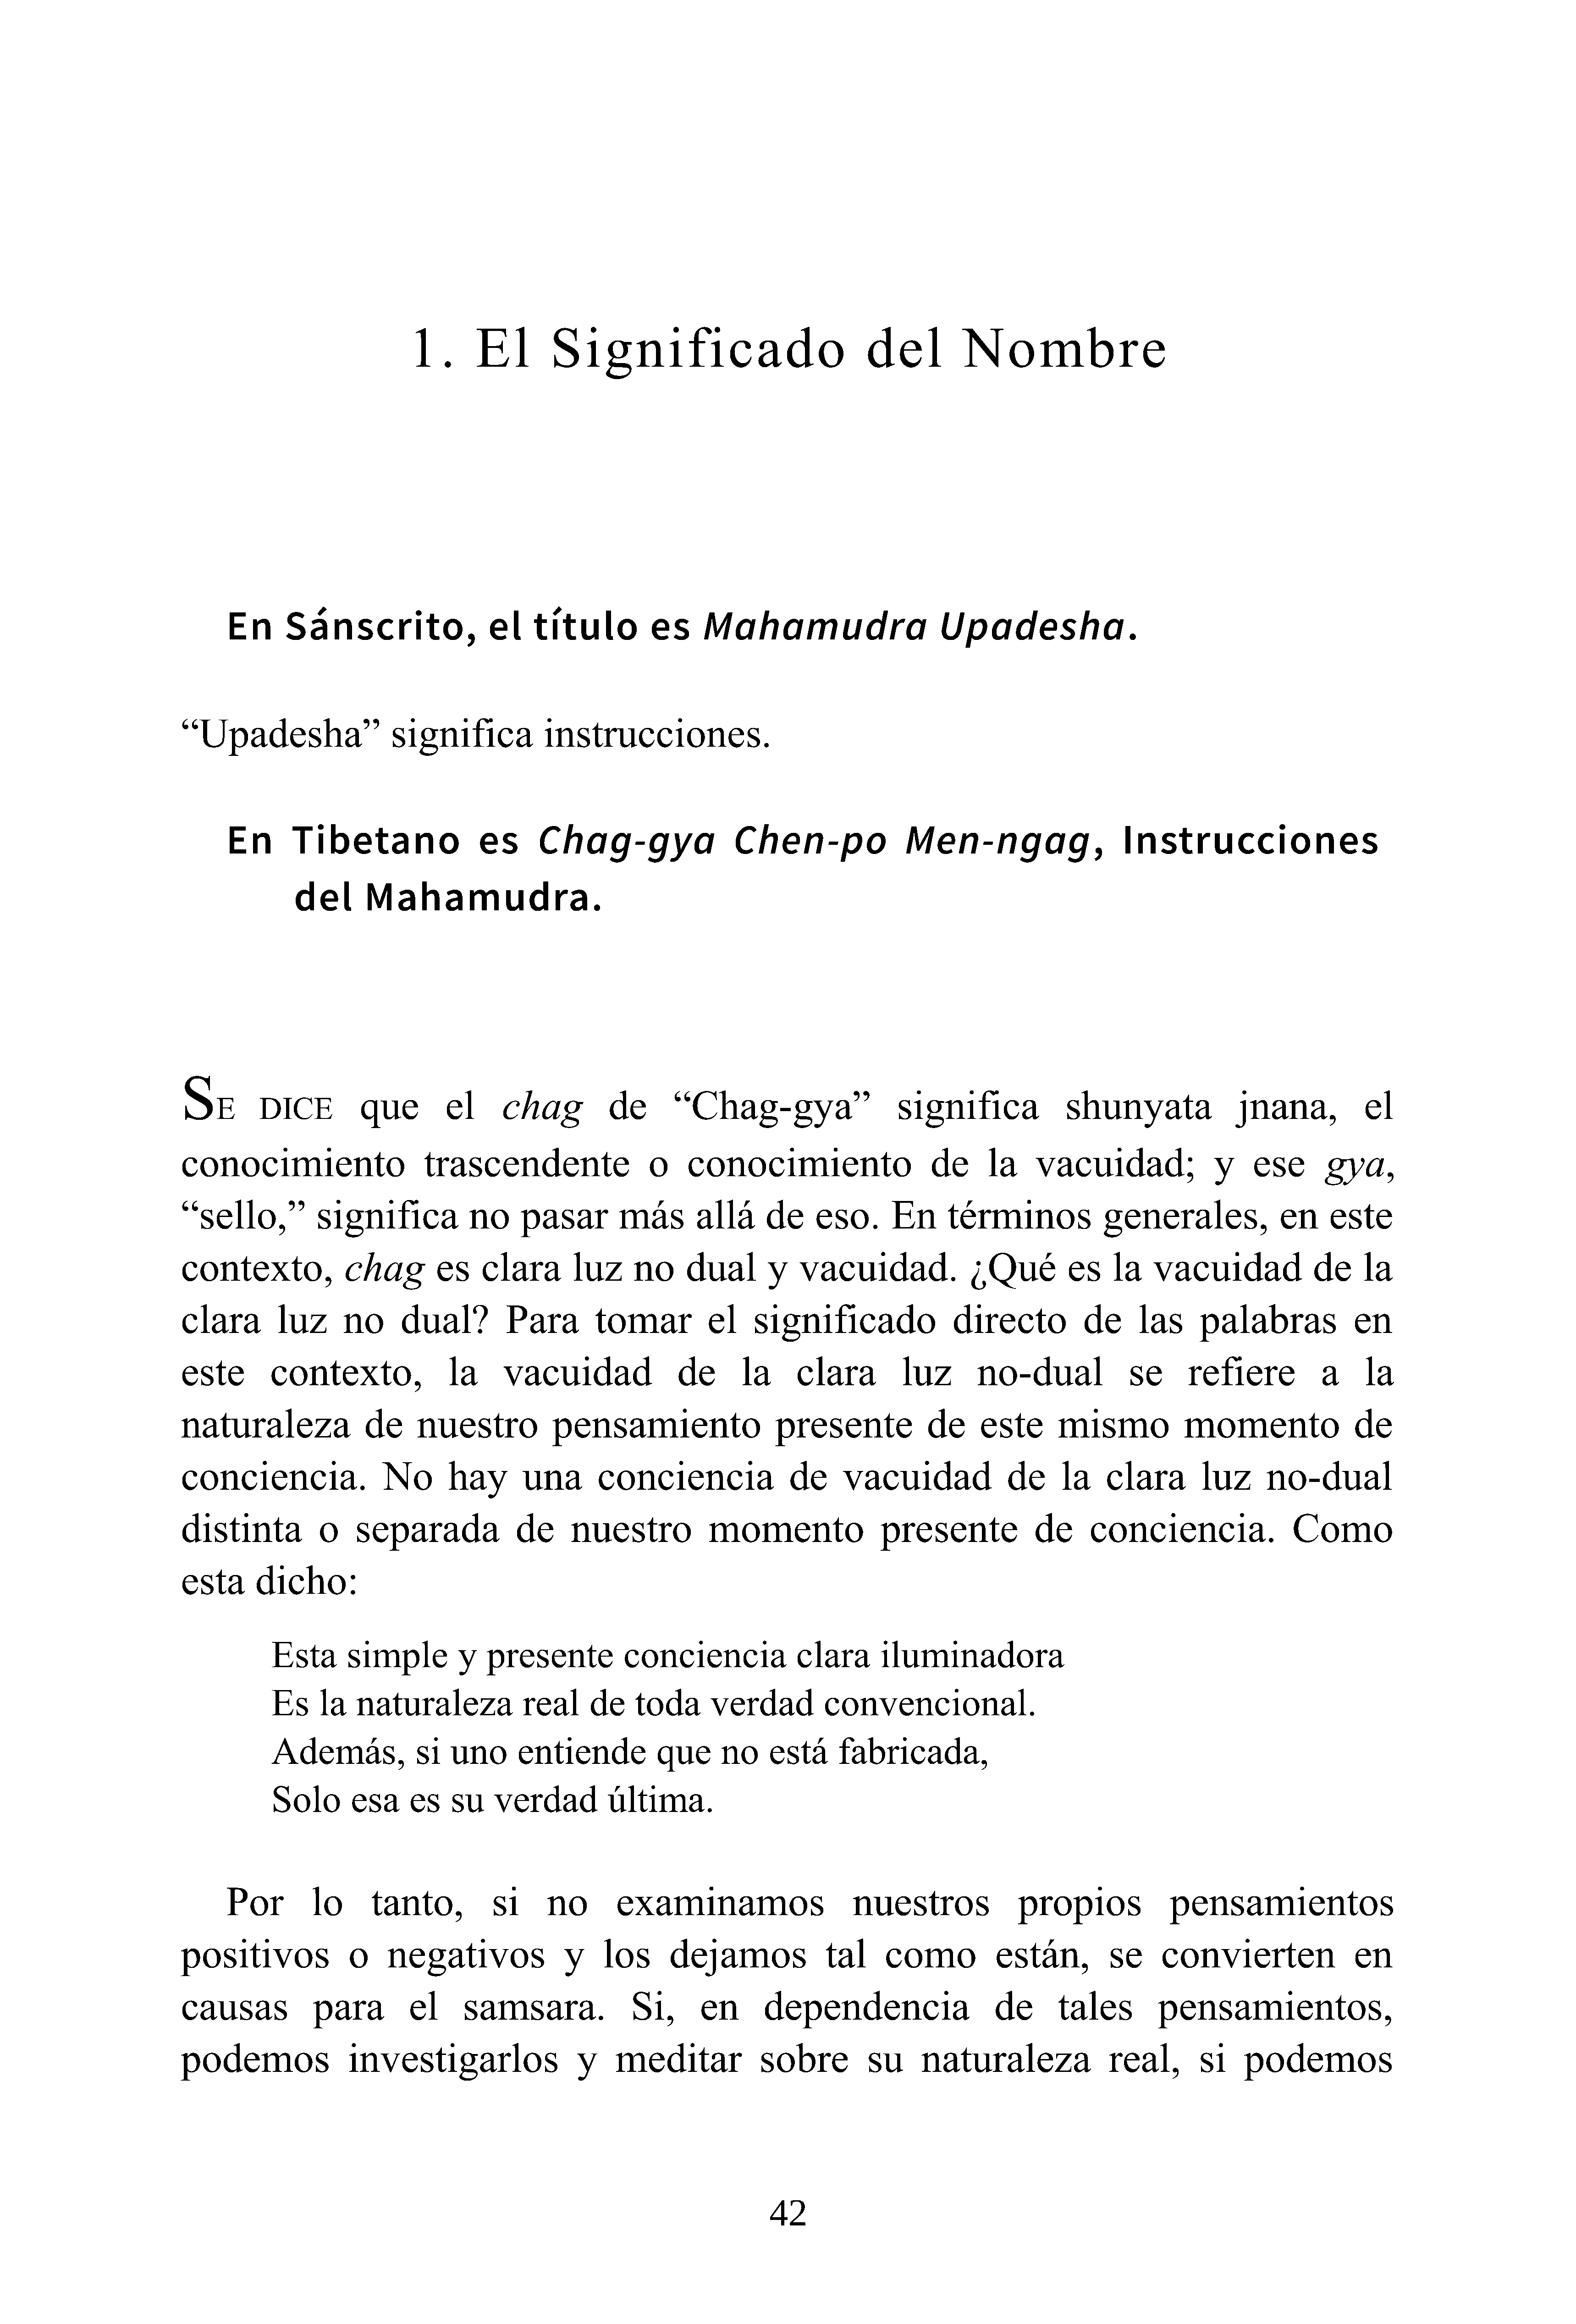 1. El Significado del Nombre
En Sánscrito, el título es Mahamudra Upadesha.
“Upadesha” significa instrucciones.
En Tibetano es Chag-gya Chen-po Men-ngag, Instrucciones
del Mahamudra.
SE DICE que el chag de “Chag-gya” significa shunyata jnana, el
conocimiento trascendente o conocimiento de la vacuidad; y ese gya,
“sello,” significa no pasar más allá de eso. En términos generales, en este
contexto, chag es clara luz no dual y vacuidad. ¿Qué es la vacuidad de la
clara luz no dual? Para tomar el significado directo de las palabras en
este contexto, la vacuidad de la clara luz no-dual se refiere a la
naturaleza de nuestro pensamiento presente de este mismo momento de
conciencia. No hay una conciencia de vacuidad de la clara luz no-dual
distinta o separada de nuestro momento presente de conciencia. Como
esta dicho:
Esta simple y presente conciencia clara iluminadora
Es la naturaleza real de toda verdad convencional.
Además, si uno entiende que no está fabricada,
Solo esa es su verdad última.
Por lo tanto, si no examinamos nuestros propios pensamientos
positivos o negativos y los dejamos tal como están, se convierten en
causas para el samsara. Si, en dependencia de tales pensamientos,
podemos investigarlos y meditar sobre su naturaleza real, si podemos
42